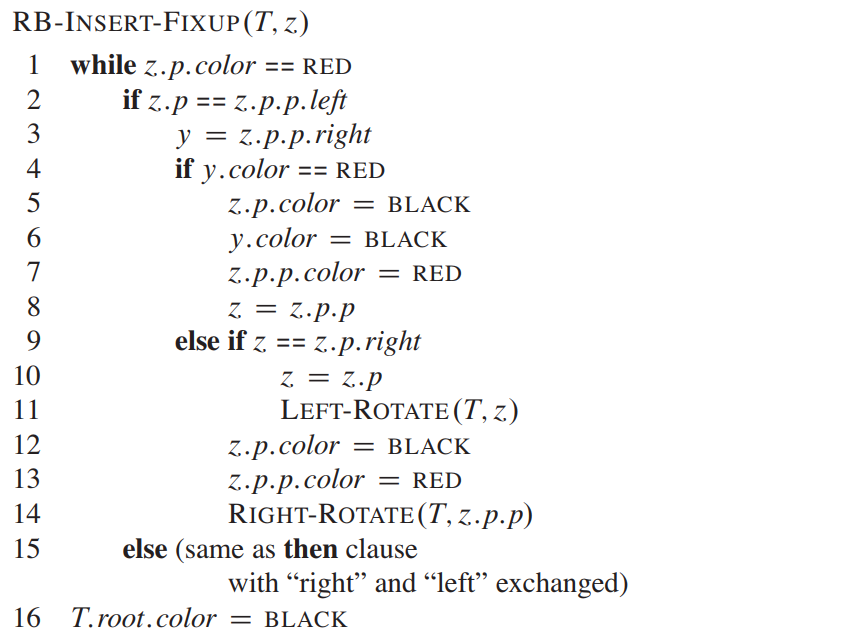 RB-INSERT-FIXUP(T, z)
1 while z.p.color == RED
2 if z.p == z.p.p.left
3 y = z.p.p.right
4 if y.color == RED
5 z.p.color = BLACK
6 y.color = BLACK
7 z.p.p.color = RED
8 z = z.p.p
9 else if z == z.p.right
10 z = z.p
11 LEFT-ROTATE(T, z)
12 z.p.color = BLACK
13 z.p.p.color = RED
14 RIGHT-ROTATE(T, z.p.p)
15 else (same as then clause
with “right” and “left” exchanged)
16 T.root.color = BLACK